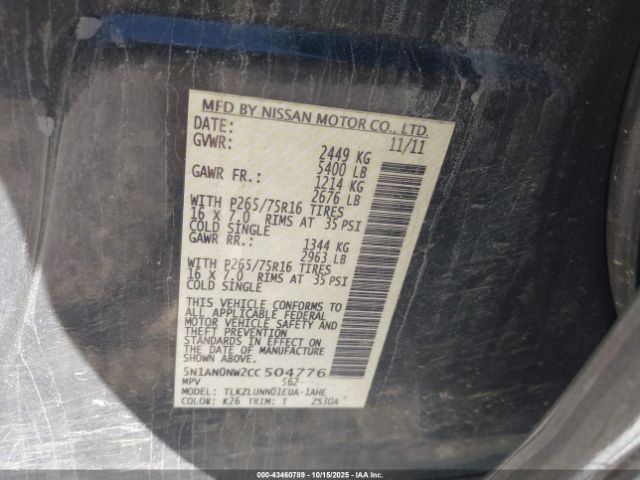 MFD BY NISSAN MOTOR CO., LTD.
DATE: 11/11
GVWR: 2449 KG
5400 LB
GAWR FR.: 1214 KG
2676 LB
WITH P265/75R16 TIRES
16 X 7.0 RIMS AT 35 PSI
COLD SINGLE
GAWR RR.: 1344 KG
2963 LB
WITH P265/75R16 TIRES
16 X 7.0 RIMS AT 35 PSI
COLD SINGLE
THIS VEHICLE CONFORMS TO
ALL APPLICABLE FEDERAL
MOTOR VEHICLE SAFETY AND
THEFT PREVENTION
STANDARDS IN EFFECT ON
THE DATE OF MANUFACTURE
SHOWN ABOVE.
5N1AN0NW2CC504776
MPV S62
MODEL: TLKZLUNN01EUA-IAHE
COLOR: K26 TRIM: T 2530A
000-43460789 - 10/15/2025 - © IAA Inc.